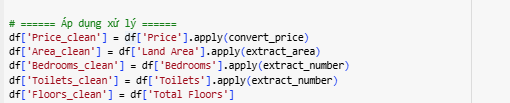 # ====== Áp dụng xử lý ======
df['Price_clean'] = df['Price'].apply(convert_price)
df['Area_clean'] = df['Land Area'].apply(extract_area)
df['Bedrooms_clean'] = df['Bedrooms'].apply(extract_number)
df['Toilets_clean'] = df['Toilets'].apply(extract_number)
df['Floors_clean'] = df['Total Floors']